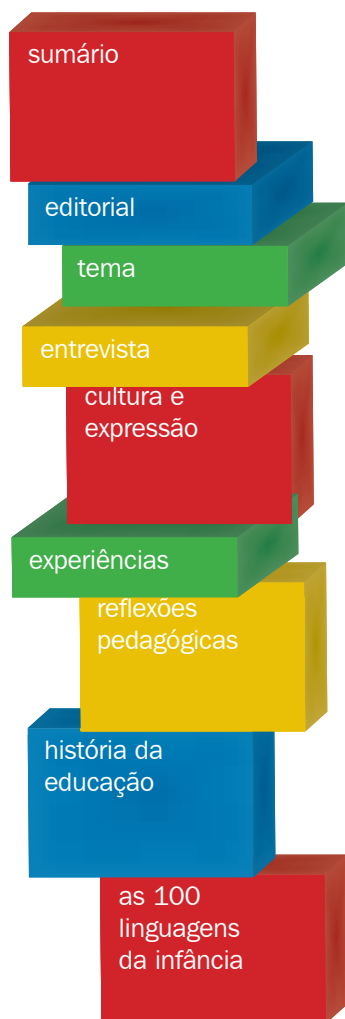 sumário
editorial
tema
entrevista
cultura e
expressão
experiências
reflexões
pedagógicas
história da
educação
as 100
linguagens
da infância